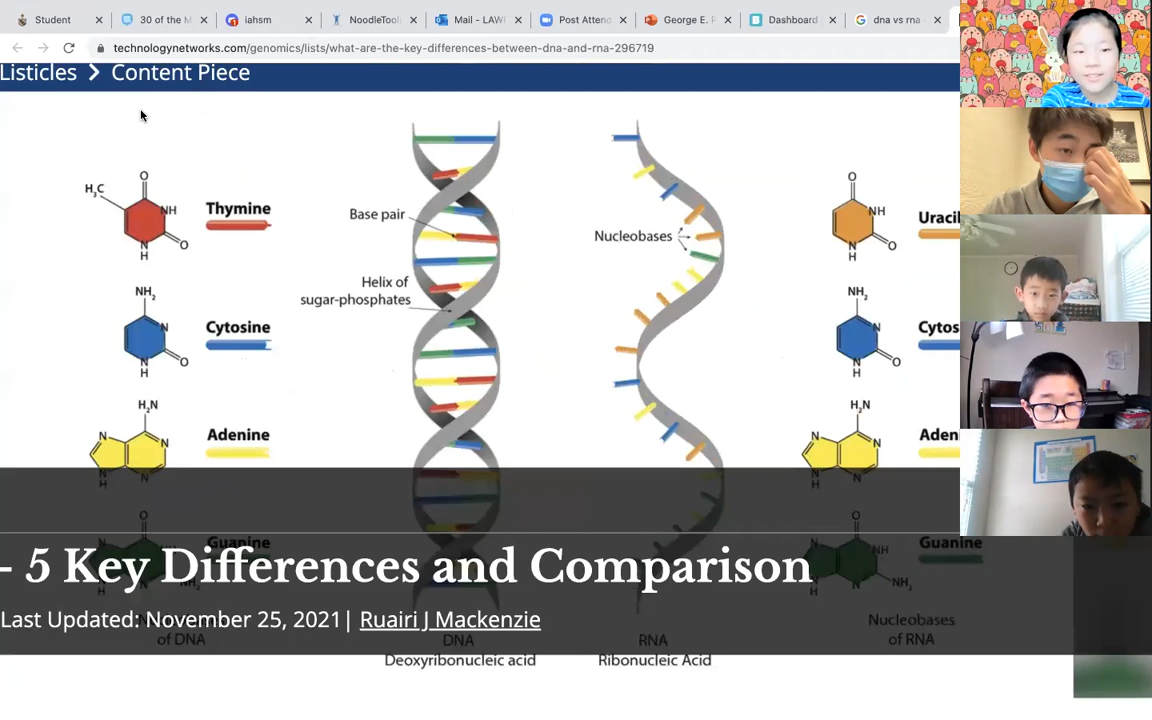 Student
30 of the M
iahsm
NoodleTool
Mail - LAW
Post Atteno
George E. F
Dashboard
dna vs rna -
technologynetworks.com/genomics/lists/what-are-the-key-differences-between-dna-and-rna-296719
Listicles > Content Piece
O
H₃C
NH
O
N
H
Thymine
NH₂
N
O
N
H
Cytosine
H₂N
N
N
N
N
H
Adenine
O
NH₂
Guanine
of DNA
Base pair
Helix of
sugar-phosphates
DNA
Deoxyribonucleic acid
Nucleobases
RNA
Ribonucleic Acid
O
NH
O
N
H
Uracil
NH₂
N
O
N
H
Cytos
H₂N
N
N
N
N
H
Aden
O
NH
NH₂
N
H
Guanine
Nucleobases
of RNA
– 5 Key Differences and Comparison
Last Updated: November 25, 2021| Ruairi J Mackenzie